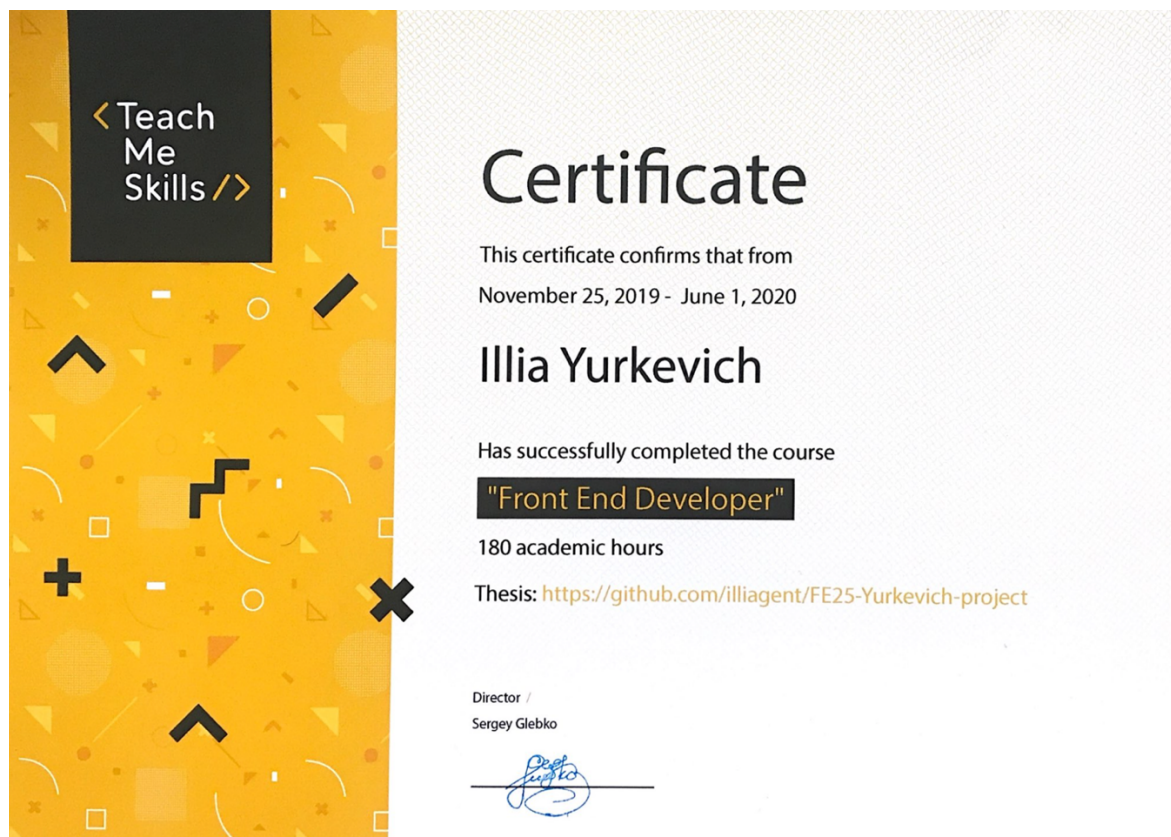 < Teach
Me
Skills />
Certificate
This certificate confirms that from
November 25, 2019 - June 1, 2020
Illia Yurkevich
Has successfully completed the course
"Front End Developer"
180 academic hours
Thesis: https://github.com/illiagent/FE25-Yurkevich-project
Director /
Sergey Glebko